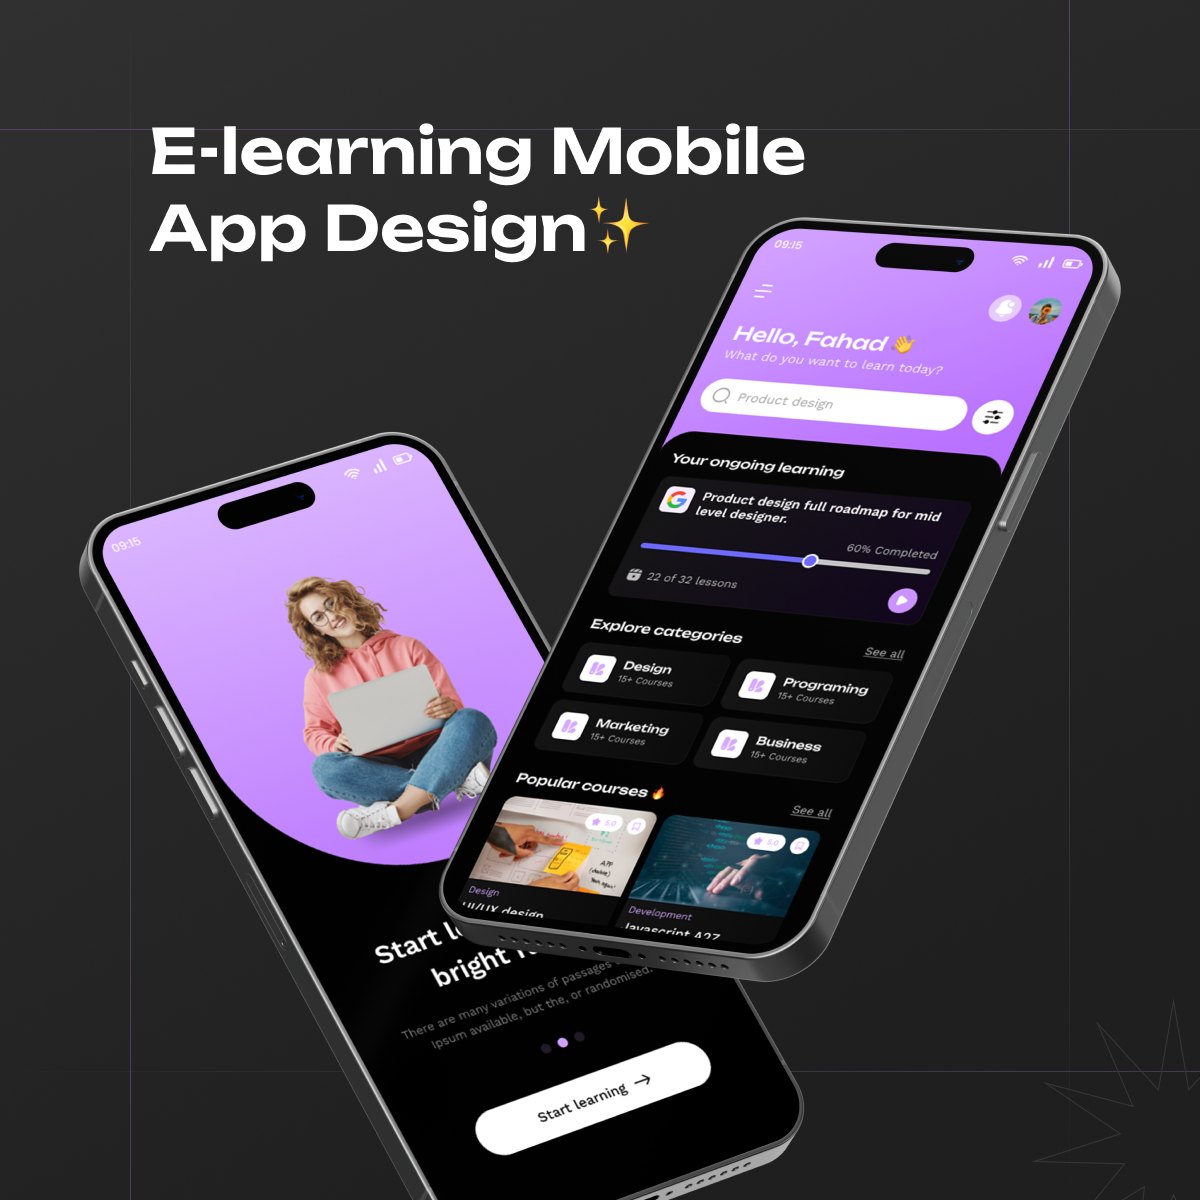 E-learning Mobile
App Design✨
09:15
Hello, Fahad 👋
What do you want to learn today?
Product design
Your ongoing learning
G
Product design full roadmap for mid
level designer.
60% Completed
22 of 32 lessons
Explore categories
See all
Design
15+ Courses
Programing
15+ Courses
Marketing
15+ Courses
Business
15+ Courses
Popular courses 🔥
See all
5.0
5.0
APP
Design
UI/UX design
Development
Javascript A2Z
09:15
Start
bright
There are many variations of passages
Ipsum available, but the, or randomised.
Start learning →